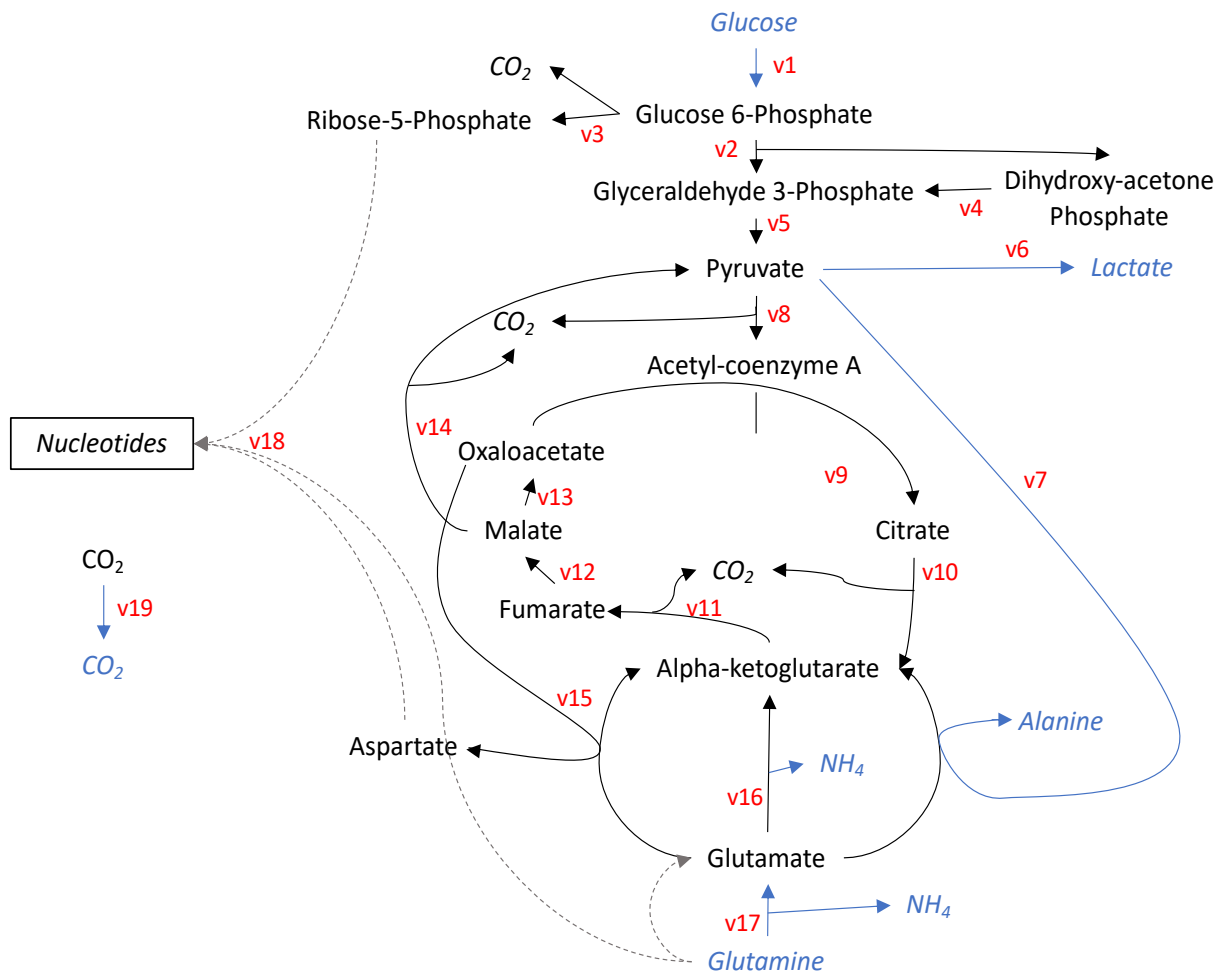 Glucose
v1
CO2
Ribose-5-Phosphate
v3
Glucose 6-Phosphate
v2
Glyceraldehyde 3-Phosphate
v4
Dihydroxy-acetone
Phosphate
v5
Pyruvate
v6
Lactate
CO2
v8
Acetyl-coenzyme A
v14
Nucleotides
v18
Oxaloacetate
v9
v7
v13
Malate
Citrate
CO2
v19
CO2
v12
CO2
v10
Fumarate
v11
Alpha-ketoglutarate
v15
Aspartate
Alanine
NH4
v16
Glutamate
NH4
v17
Glutamine